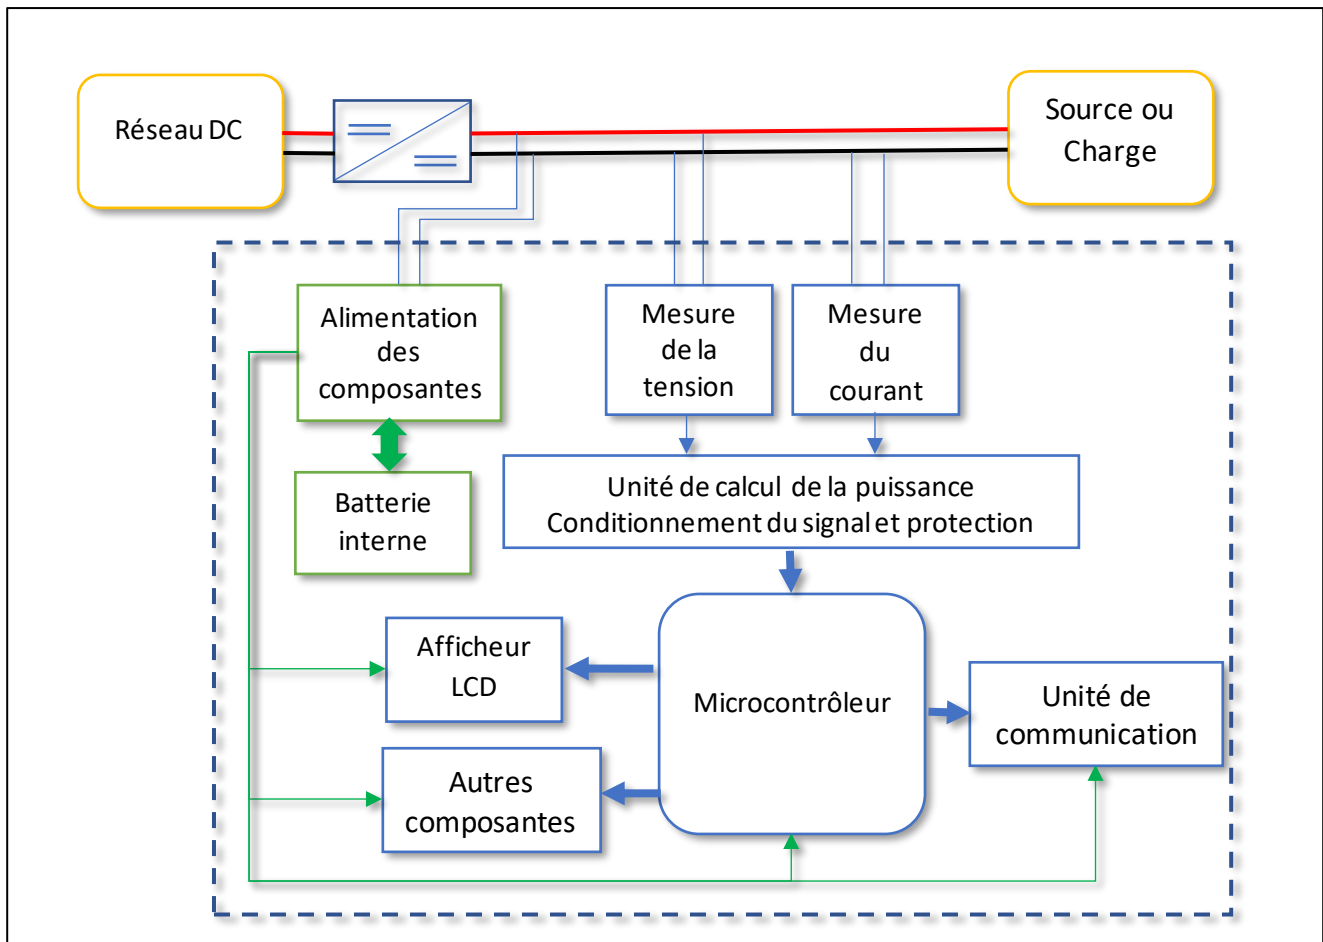 Réseau DC
Source ou
Charge
Alimentation
des
composantes
Mesure
de la
tension
Mesure
du
courant
Batterie
interne
Unité de calcul de la puissance
Conditionnement du signal et protection
Afficheur
LCD
Microcontrôleur
Unité de
communication
Autres
composantes